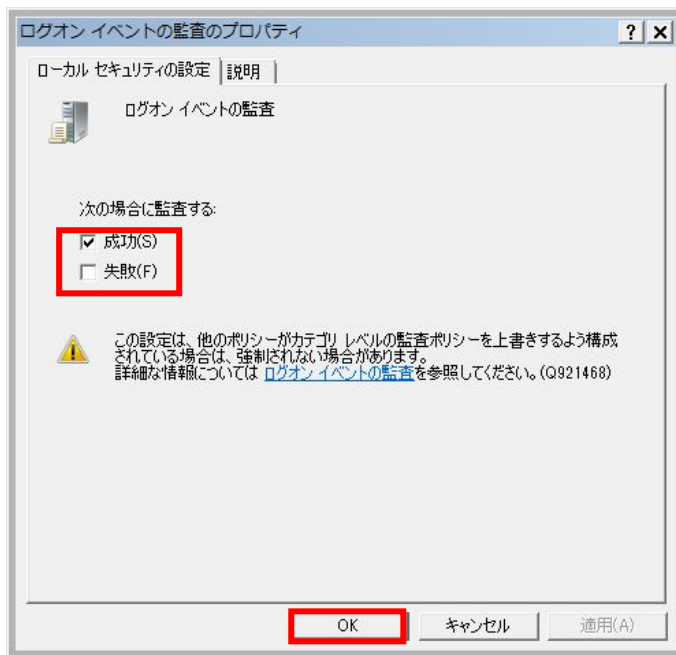 ログオン イベントの監査のプロパティ
ローカル セキュリティの設定 説明
ログオン イベントの監査
次の場合に監査する:
成功(S)
失敗(F)
この設定は、他のポリシーがカテゴリ レベルの監査ポリシーを上書きするよう構成
されている場合は、強制されない場合があります。
詳細な情報については ログオン イベントの監査を参照してください。(Q921468)
OK キャンセル 適用(A)